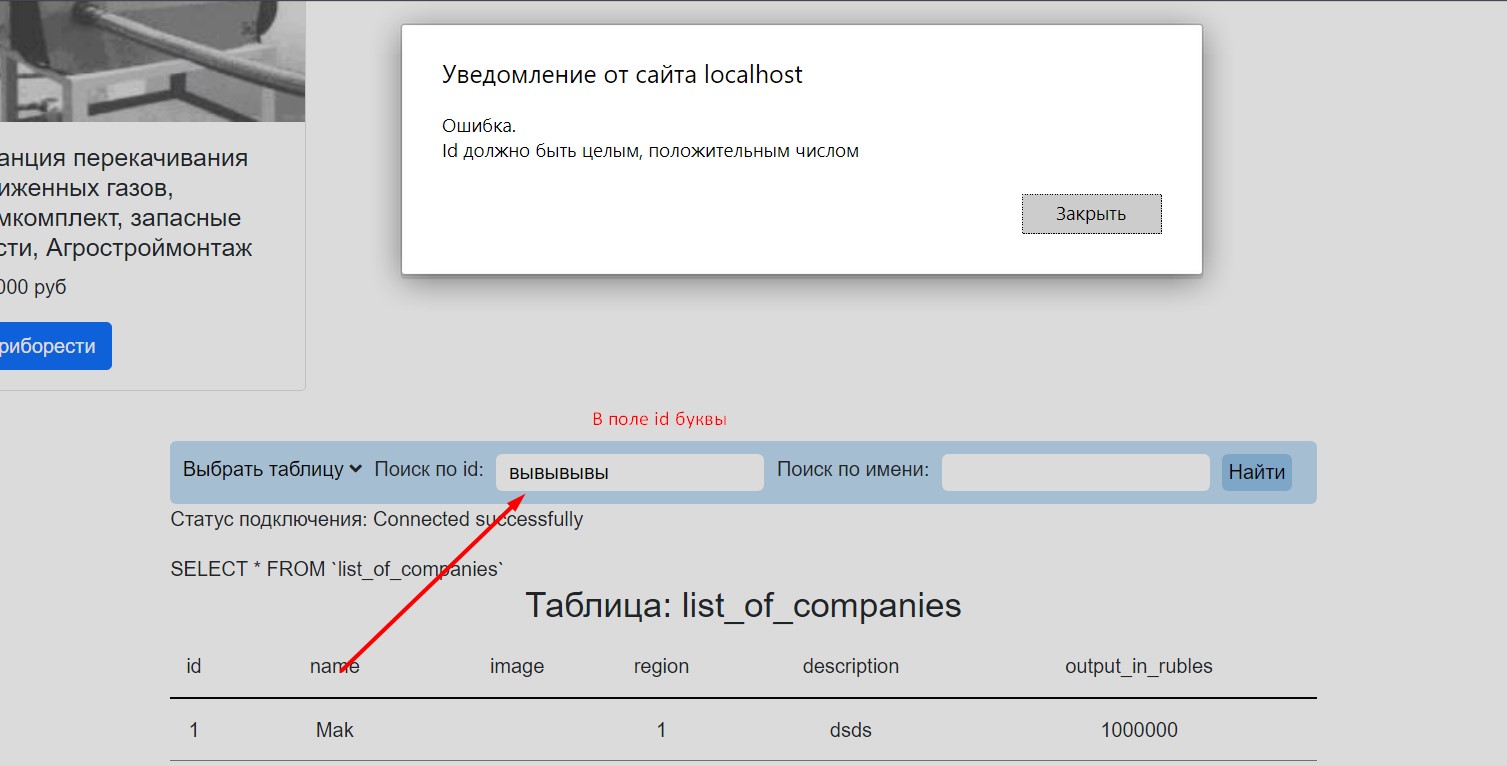 Уведомление от сайта localhost
Ошибка.
Id должно быть целым, положительным числом
Закрыть
анция перекачивания
иженных газов,
мкомплект, запасные
сти, Агростроймонтаж
000 руб
риборести
В поле id буквы
Выбрать таблицу Поиск по id: вывывывы Поиск по имени: Найти
Статус подключения: Connected successfully
SELECT * FROM `list_of_companies`
Таблица: list_of_companies
id name image region description output_in_rubles
1 Mak 1 dsds 1000000